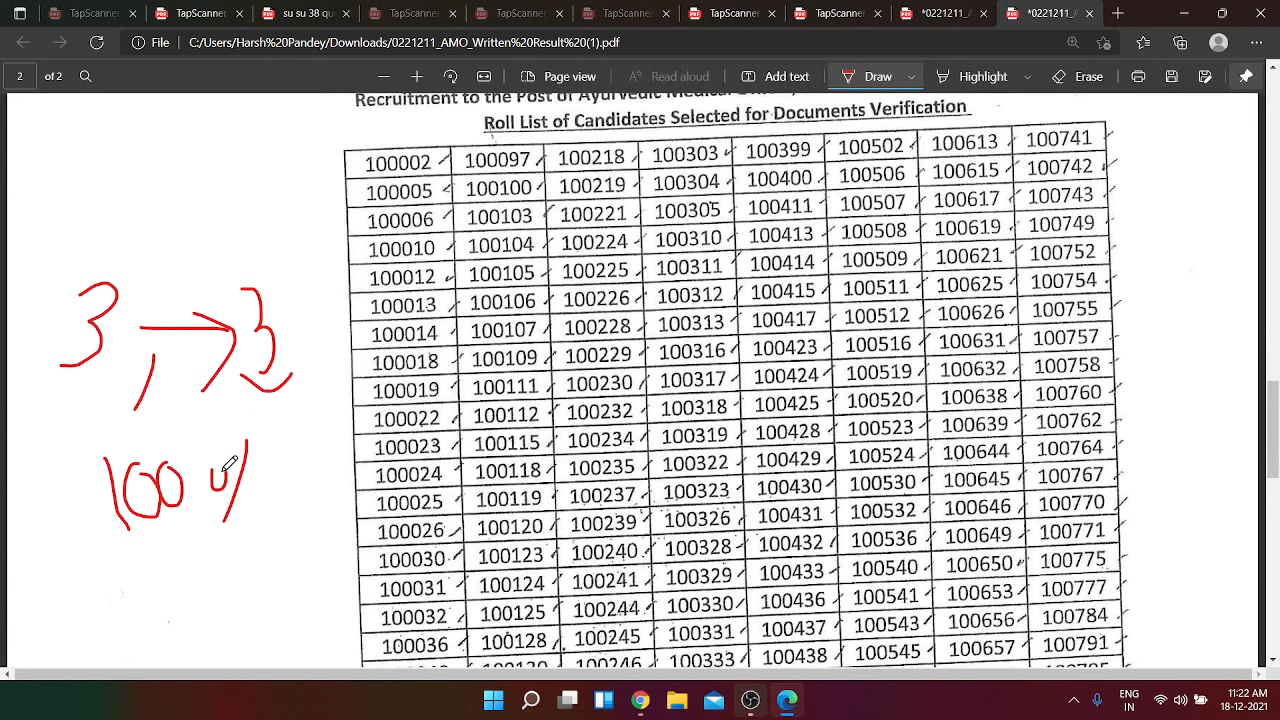 TapScanner
TapScanner
su su 38
TapScanner
TapScanner
TapScanner
TapScanner
TapScanner
*0221211_
*0221211_
File C:/Users/Harsh%20Pandey/Downloads/0221211_AMO_Written%20Result%20(1).pdf
2 of 2 Page view Read aloud Add text Draw Highlight Erase
Recruitment to the Post of Ayurvedic Medical
Roll List of Candidates Selected for Documents Verification
100002 100097 100218 100303 100399 100502 100613 100741
100005 100100 100219 100304 100400 100506 100615 100742
100006 100103 100221 100305 100411 100507 100617 100743
100010 100104 100224 100310 100413 100508 100619 100749
100012 100105 100225 100311 100414 100509 100621 100752
100013 100106 100226 100312 100415 100511 100625 100754
100014 100107 100228 100313 100417 100512 100626 100755
100018 100109 100229 100316 100423 100516 100631 100757
100019 100111 100230 100317 100424 100519 100632 100758
100022 100112 100232 100318 100425 100520 100638 100760
100023 100115 100234 100319 100428 100523 100639 100762
100024 100118 100235 100322 100429 100524 100644 100764
100025 100119 100237 100323 100430 100530 100645 100767
100026 100120 100239 100326 100431 100532 100646 100770
100030 100123 100240 100328 100432 100536 100649 100771
100031 100124 100241 100329 100433 100540 100650 100775
100032 100125 100244 100330 100436 100541 100653 100777
100036 100128 100245 100331 100437 100543 100656 100784
100246 100333 100438 100545 100657 100791
3, → 3
100
ENG 11:22 AM
IN 18-12-2021